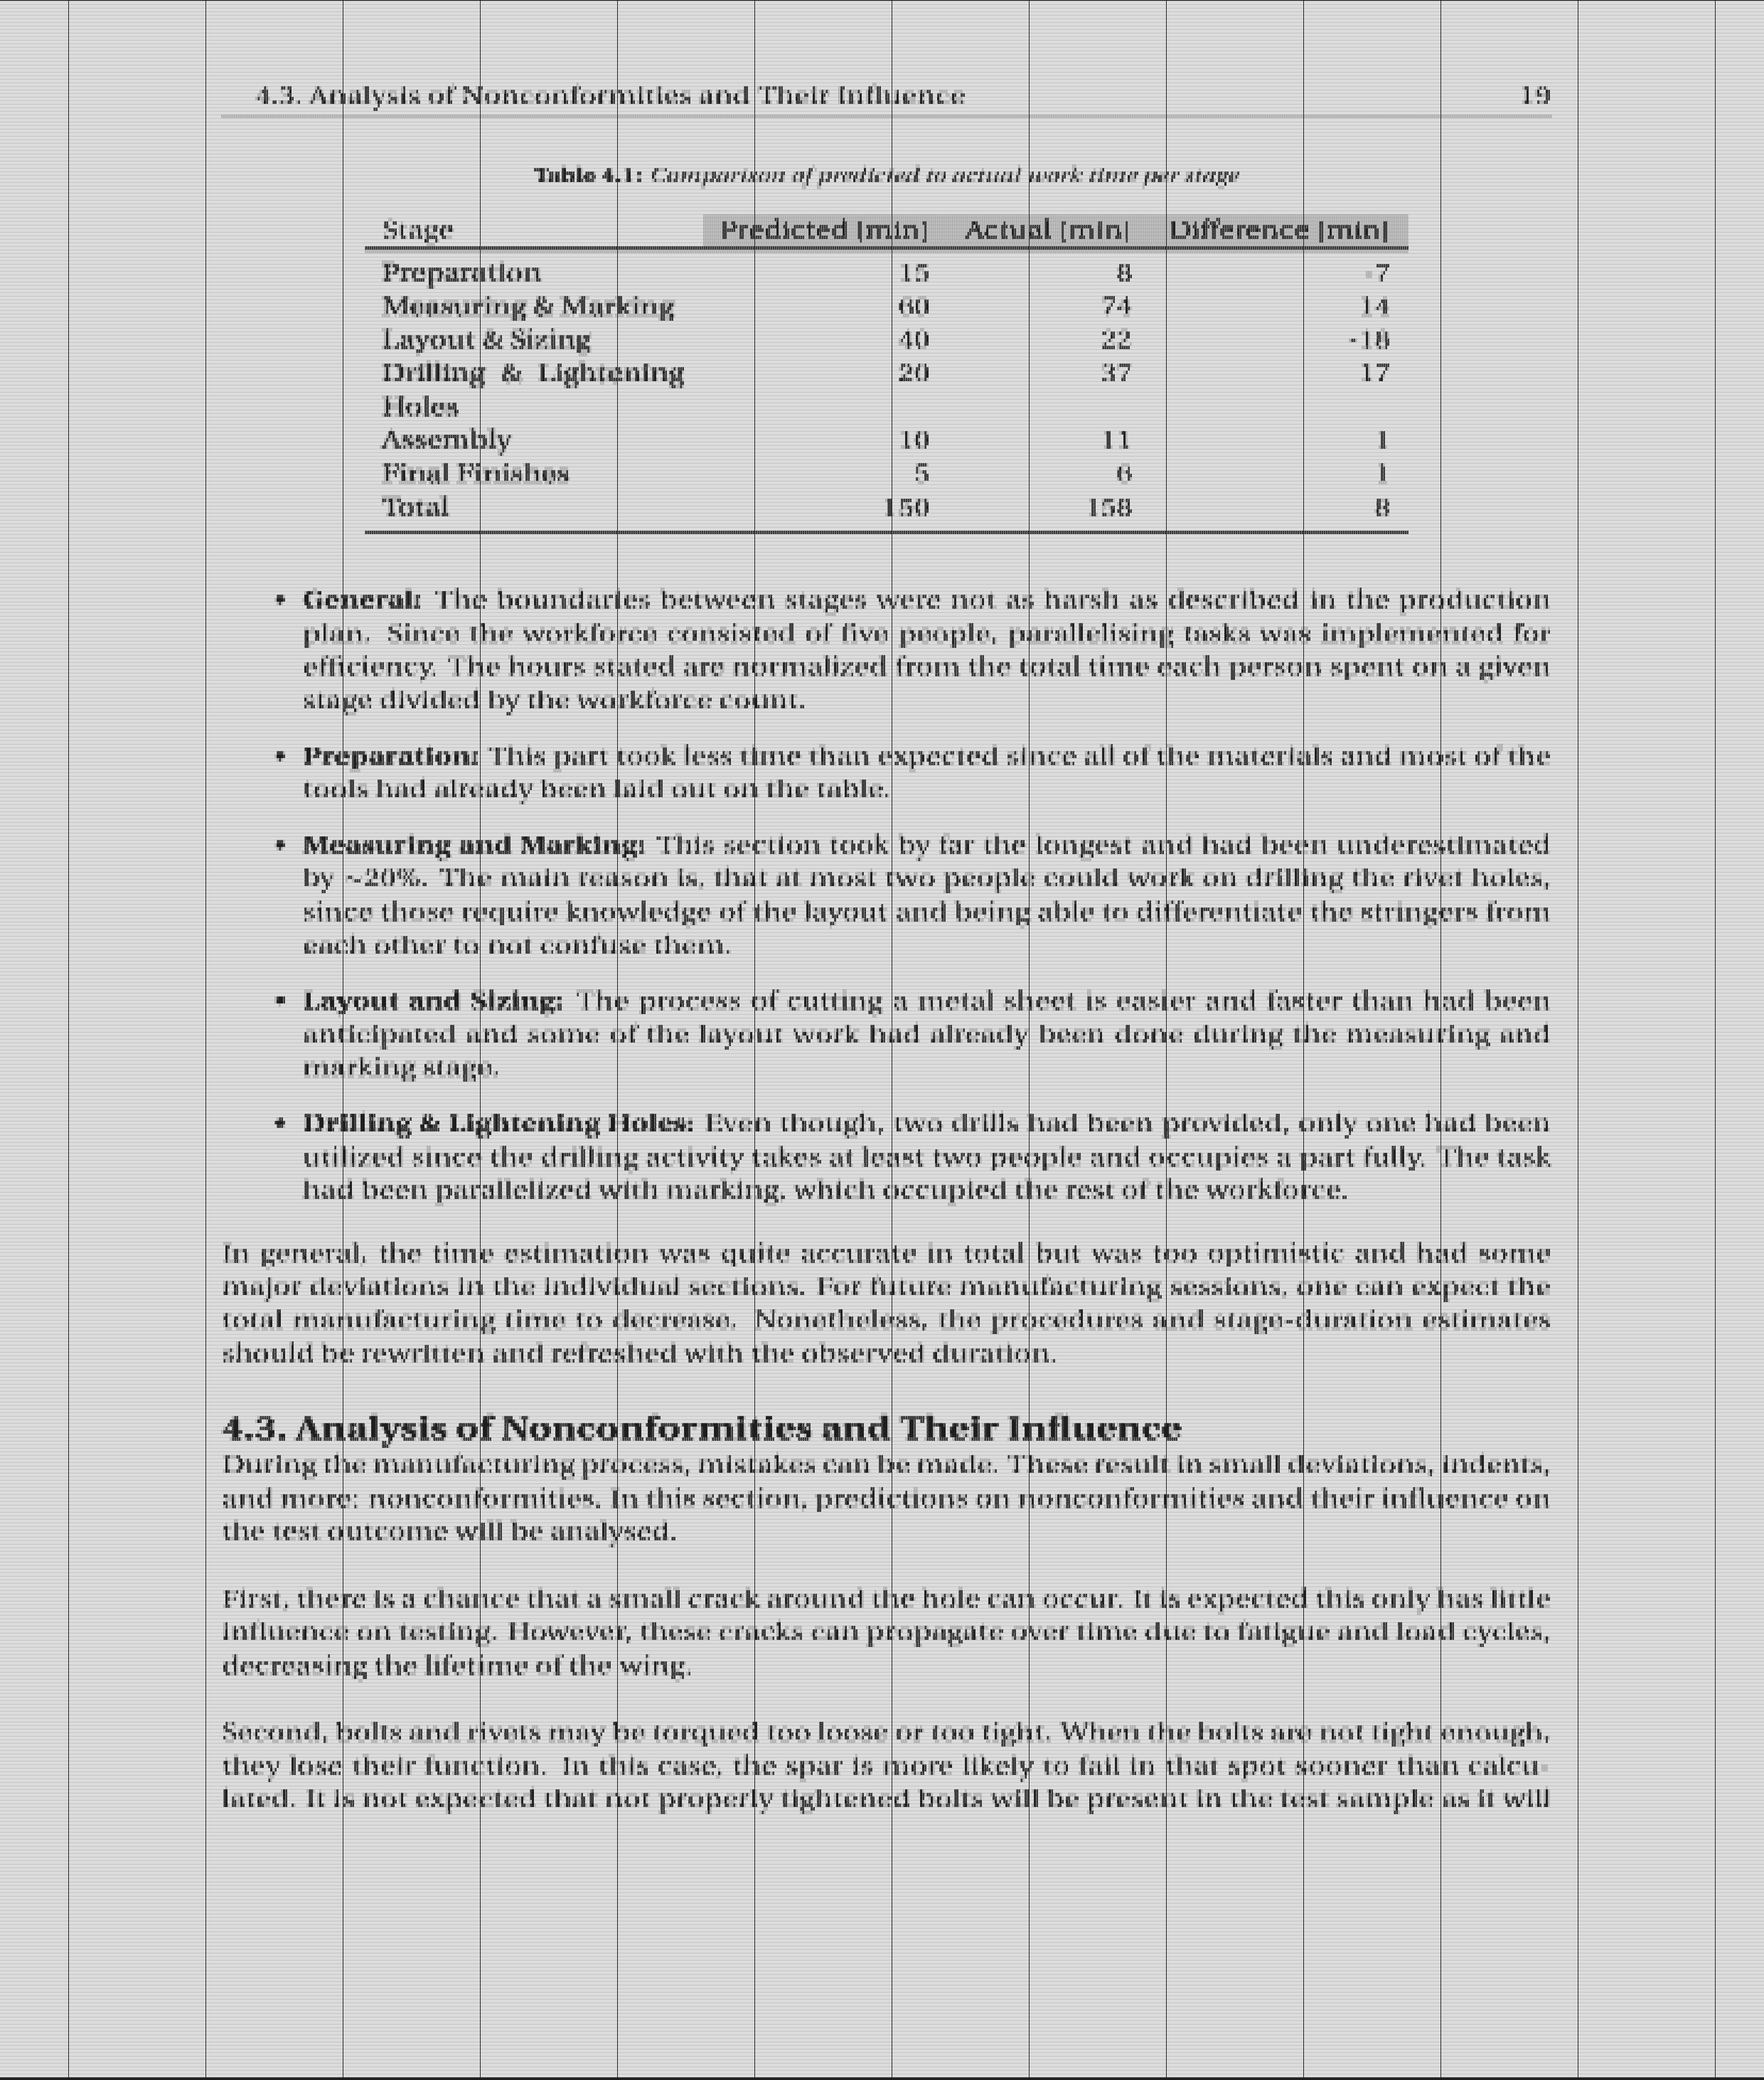 4.3. Analysis of Nonconformities and Their Influence 19
Table 4.1: Comparison of predicted to actual work time per stage
Stage Predicted [min] Actual [min] Difference [min]
Preparation 15 8 -7
Measuring & Marking 60 74 14
Layout & Sizing 40 22 -18
Drilling & Lightening 20 37 17
Holes
Assembly 10 11 1
Final Finishes 5 6 1
Total 150 158 8
• General: The boundaries between stages were not as harsh as described in the production
plan. Since the workforce consisted of five people, parallelising tasks was implemented for
efficiency. The hours stated are normalized from the total time each person spent on a given
stage divided by the workforce count.
• Preparation: This part took less time than expected since all of the materials and most of the
tools had already been laid out on the table.
• Measuring and Marking: This section took by far the longest and had been underestimated
by ~20%. The main reason is, that at most two people could work on drilling the rivet holes,
since those require knowledge of the layout and being able to differentiate the stringers from
each other to not confuse them.
• Layout and Sizing: The process of cutting a metal sheet is easier and faster than had been
anticipated and some of the layout work had already been done during the measuring and
marking stage.
• Drilling & Lightening Holes: Even though, two drills had been provided, only one had been
utilized since the drilling activity takes at least two people and occupies a part fully. The task
had been parallelized with marking, which occupied the rest of the workforce.
In general, the time estimation was quite accurate in total but was too optimistic and had some
major deviations in the individual sections. For future manufacturing sessions, one can expect the
total manufacturing time to decrease. Nonetheless, the procedures and stage-duration estimates
should be rewritten and refreshed with the observed duration.
4.3. Analysis of Nonconformities and Their Influence
During the manufacturing process, mistakes can be made. These result in small deviations, indents,
and more: nonconformities. In this section, predictions on nonconformities and their influence on
the test outcome will be analysed.
First, there is a chance that a small crack around the hole can occur. It is expected this only has little
influence on testing. However, these cracks can propagate over time due to fatigue and load cycles,
decreasing the lifetime of the wing.
Second, bolts and rivets may be torqued too loose or too tight. When the bolts are not tight enough,
they lose their function. In this case, the spar is more likely to fail in that spot sooner than calcu-
lated. It is not expected that not properly tightened bolts will be present in the test sample as it will